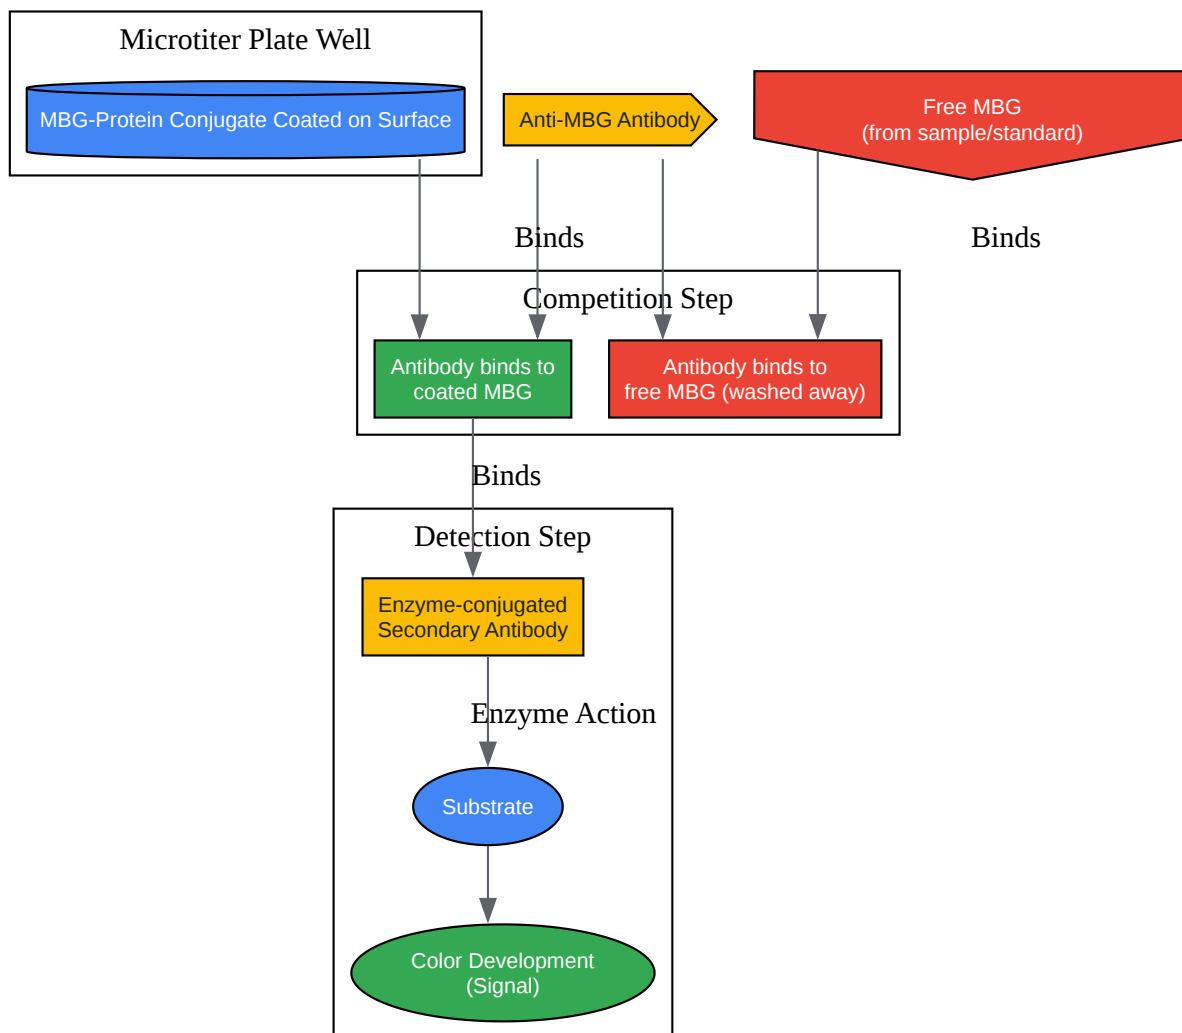 Microtiter Plate Well
MBG-Protein Conjugate Coated on Surface
Anti-MBG Antibody
Free MBG
(from sample/standard)
Binds
Binds
Competition Step
Antibody binds to
coated MBG
Antibody binds to
free MBG (washed away)
Binds
Detection Step
Enzyme-conjugated
Secondary Antibody
Enzyme Action
Substrate
Color Development
(Signal)